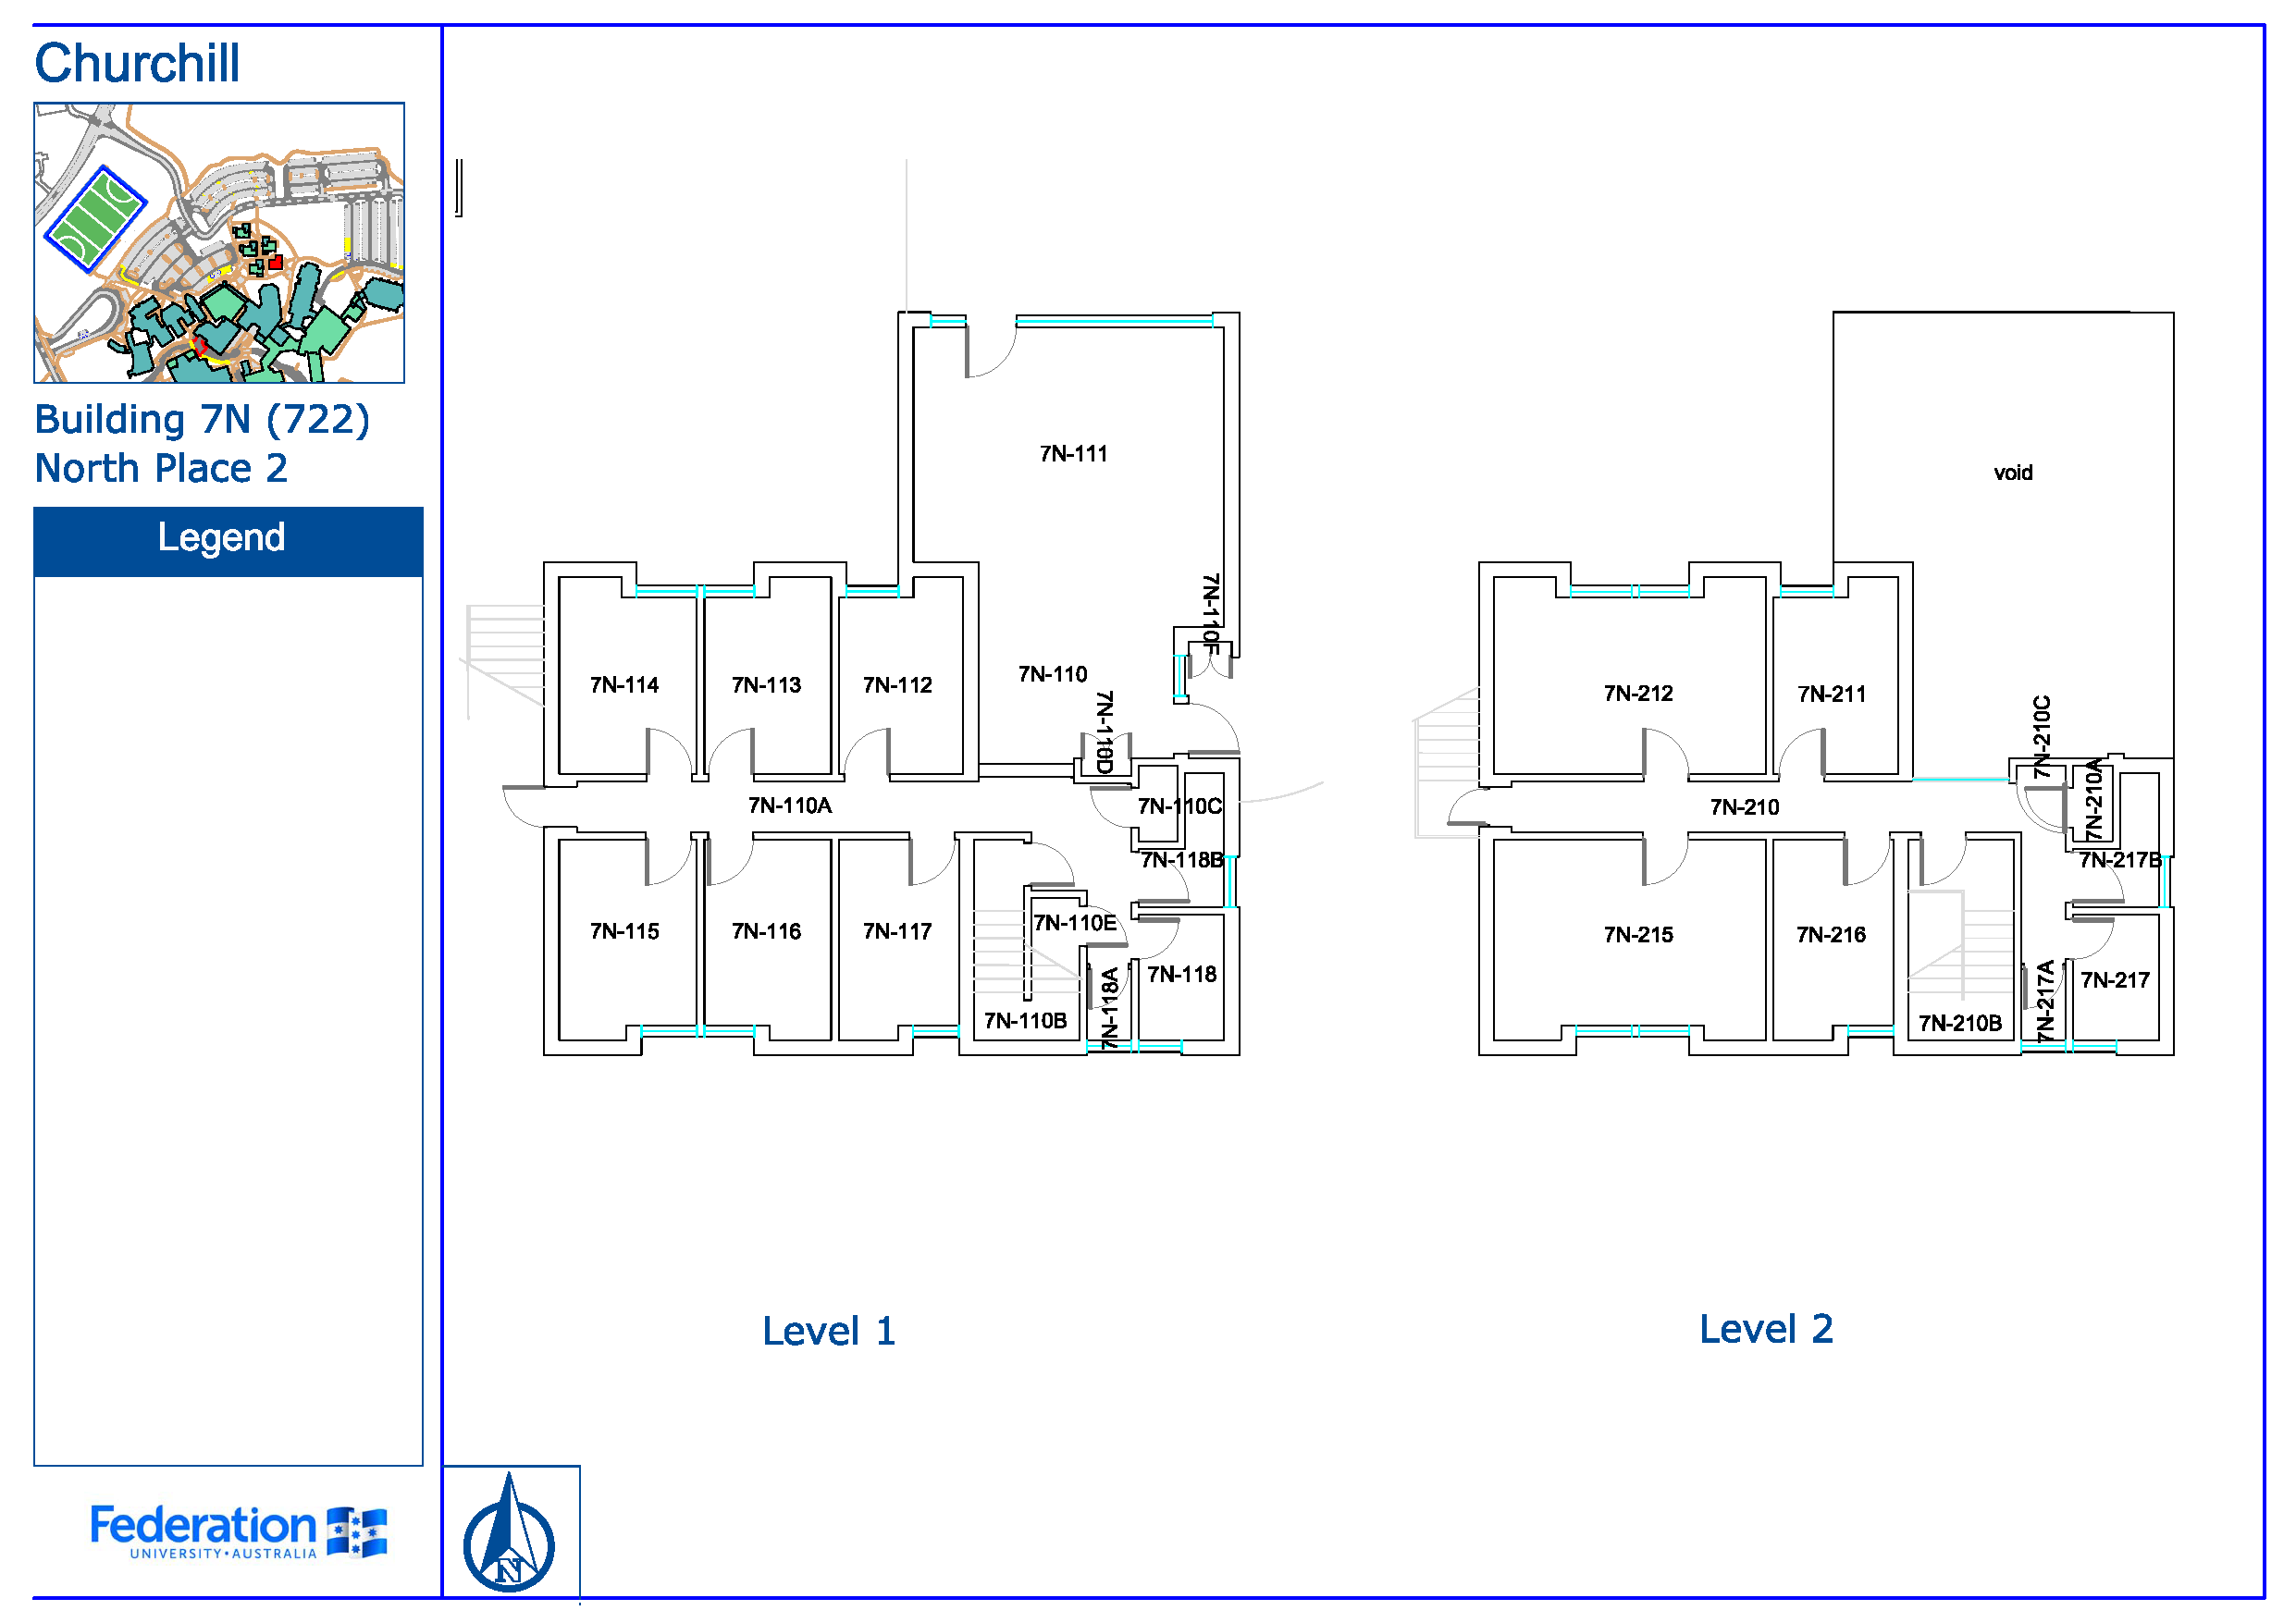 Churchill
Building 7N (722)
North Place 2
Legend
7N-111
7N-110F
7N-110
7N-110D
7N-114
7N-113
7N-112
7N-110A
7N-110C
7N-118B
7N-115
7N-116
7N-117
7N-110E
7N-118A
7N-118
7N-110B
Level 1
void
7N-212
7N-211
7N-210C
7N-210A
7N-210
7N-217B
7N-215
7N-216
7N-217A
7N-217
7N-210B
Level 2
Federation
UNIVERSITY•AUSTRALIA
N